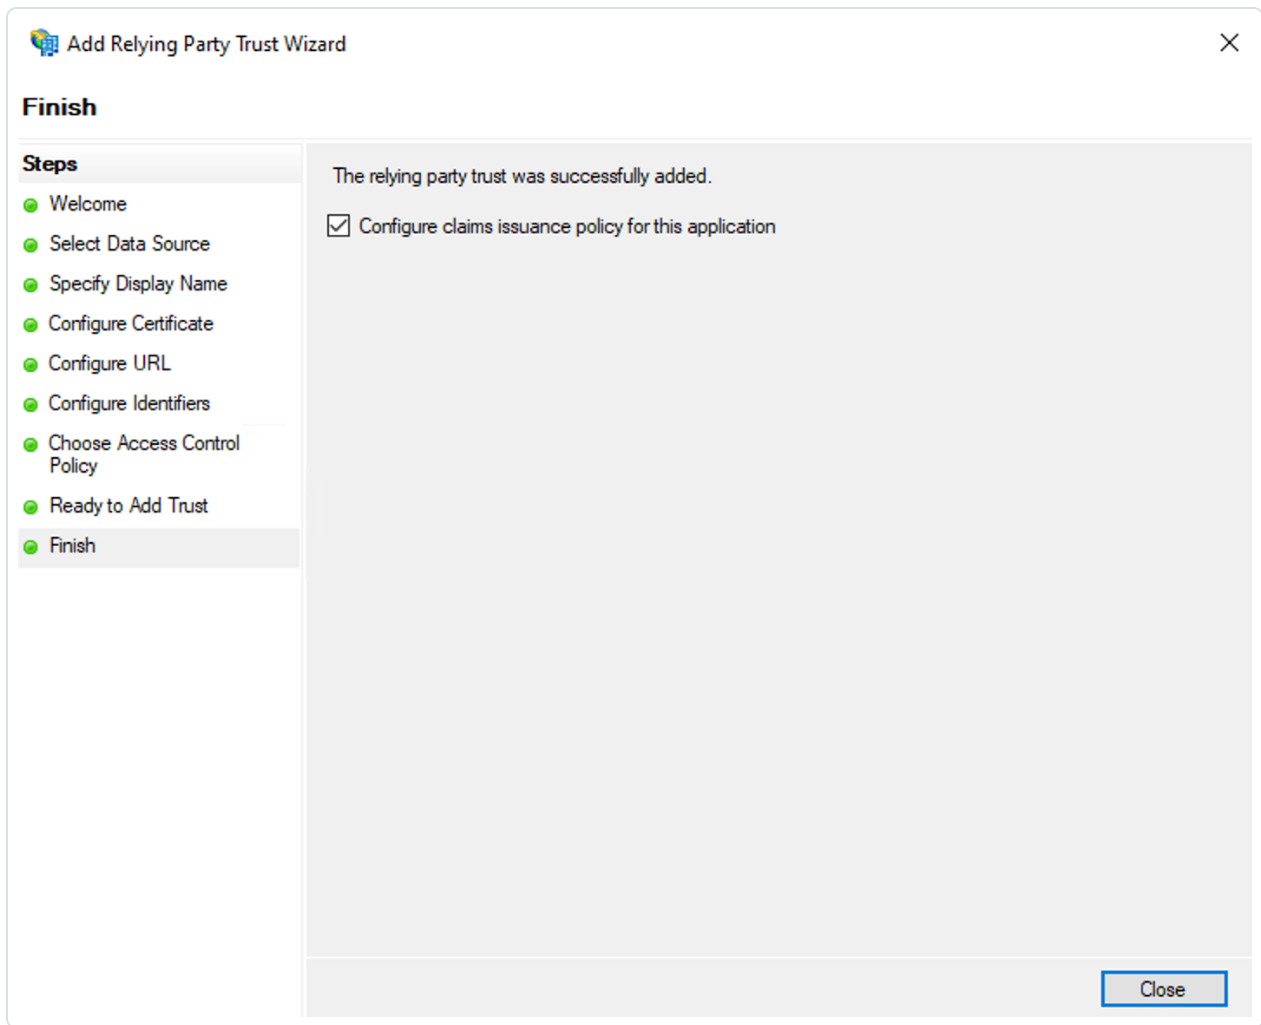 Add Relying Party Trust Wizard
Finish
Steps
Welcome
Select Data Source
Specify Display Name
Configure Certificate
Configure URL
Configure Identifiers
Choose Access Control
Policy
Ready to Add Trust
Finish
The relying party trust was successfully added.
Configure claims issuance policy for this application
Close